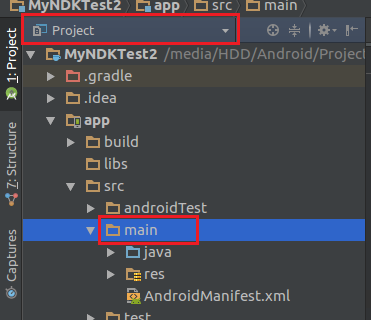 MyNDKTest2 app src main
Project
1: Project
MyNDKTest2 /media/HDD/Android/Project
.gradle
.idea
app
build
libs
src
androidTest
main
java
res
AndroidManifest.xml
test
7: Structure
Captures